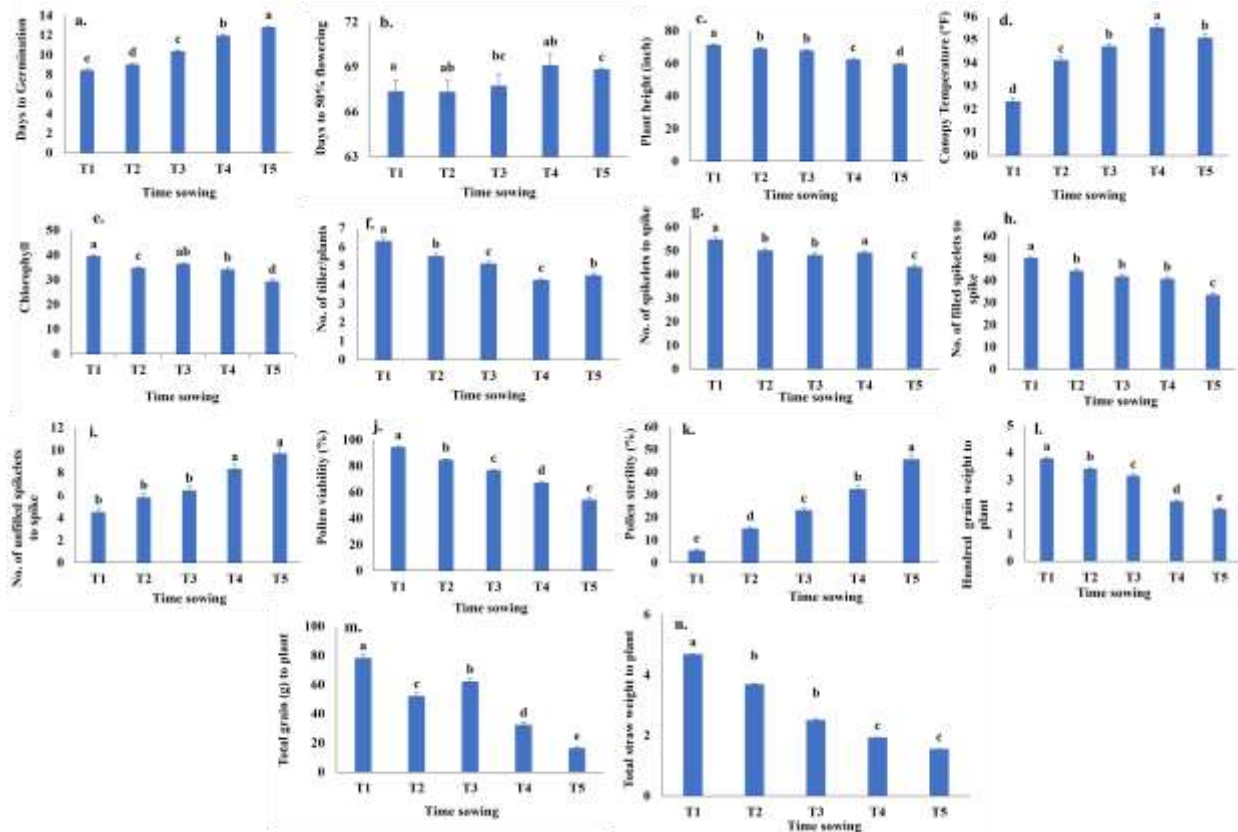 a.
Days to Germination
14
12
10
8
6
4
2
0
e d c b a
T1 T2 T3 T4 T5
Time sowing
b.
Days to 50% flowering
72
69
66
63
a ab bc ab c
T1 T2 T3 T4 T5
Time sowing
c.
Plant height (inch)
80
60
40
20
0
a b b c d
T1 T2 T3 T4 T5
Time sowing
d.
Canopy Temperature (°F)
96
95
94
93
92
91
90
d c b a b
T1 T2 T3 T4 T5
Time sowing
e.
Chlorophyll
50
40
30
20
10
0
a c ab b d
T1 T2 T3 T4 T5
Time sowing
f.
No. of tiller/plants
7
6
5
4
3
2
1
0
a b c c b
T1 T2 T3 T4 T5
Time sowing
g.
No. of spikelets to spike
60
50
40
30
20
10
0
a b b a c
T1 T2 T3 T4 T5
Time sowing
h.
No. of filled spikelets to
spike
60
50
40
30
20
10
0
a b b b c
T1 T2 T3 T4 T5
Time sowing
i.
No. of unfilled spikelets
to spike
12
10
8
6
4
2
0
b b b a a
T1 T2 T3 T4 T5
Time sowing
j.
Pollen viability (%)
100
80
60
40
20
0
a b c d e
T1 T2 T3 T4 T5
Time sowing
k.
Pollen sterility (%)
60
50
40
30
20
10
0
e d c b a
T1 T2 T3 T4 T5
Time sowing
l.
Hundred grain weight to
plant
5
4
3
2
1
0
a b c d e
T1 T2 T3 T4 T5
Time sowing
m.
Total grain (g) to plant
100
80
60
40
20
0
a c b d e
T1 T2 T3 T4 T5
Time sowing
n.
Total straw weight to plant
6
4
2
0
a b b c c
T1 T2 T3 T4 T5
Time sowing